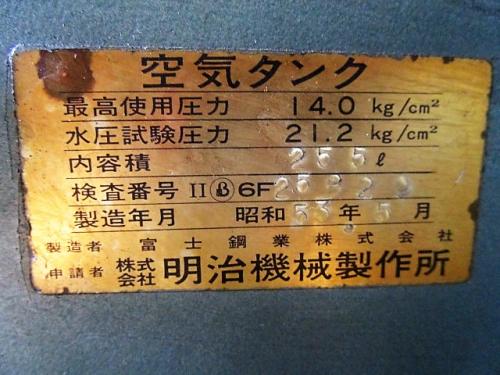 空気タンク
最高使用圧力 14.0 kg/cm²
水圧試験圧力 21.2 kg/cm²
内容積 255 ℓ
検査番号 II Ⓑ 6F
製造年月 昭和 53 年 5 月
製造者 富士鋼業株式会社
申請者 株式会社 明治機械製作所